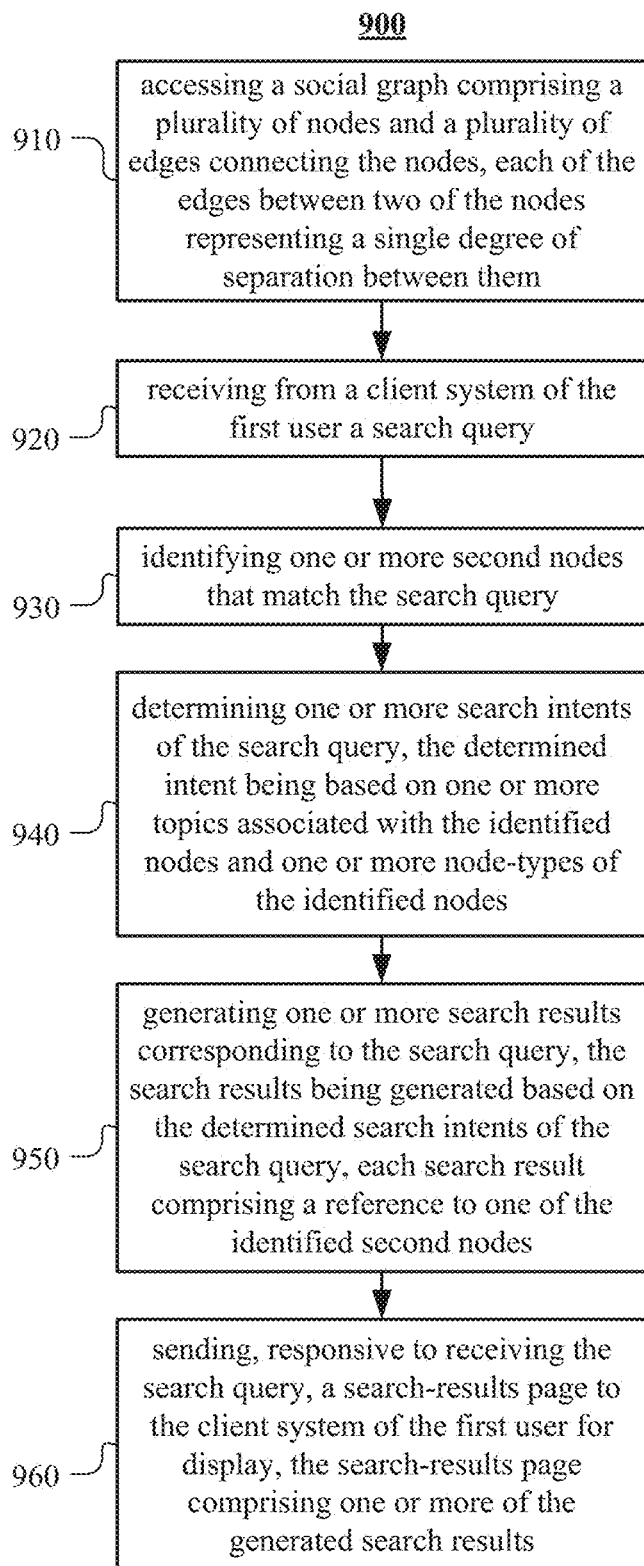 900
910
accessing a social graph comprising a
plurality of nodes and a plurality of
edges connecting the nodes, each of the
edges between two of the nodes
representing a single degree of
separation between them
920
receiving from a client system of the
first user a search query
930
identifying one or more second nodes
that match the search query
940
determining one or more search intents
of the search query, the determined
intent being based on one or more
topics associated with the identified
nodes and one or more node-types of
the identified nodes
950
generating one or more search results
corresponding to the search query, the
search results being generated based on
the determined search intents of the
search query, each search result
comprising a reference to one of the
identified second nodes
960
sending, responsive to receiving the
search query, a search-results page to
the client system of the first user for
display, the search-results page
comprising one or more of the
generated search results